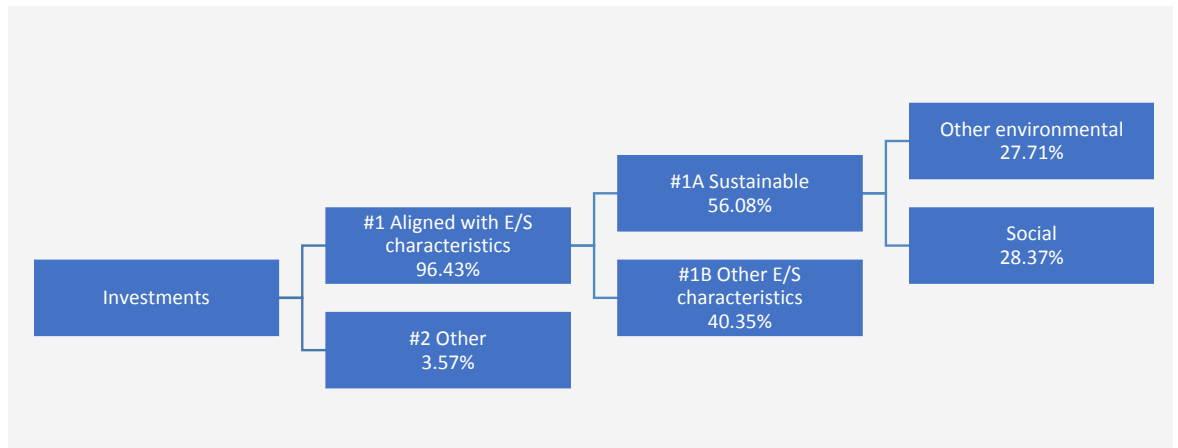 Investments
#1 Aligned with E/S
characteristics
96.43%
#2 Other
3.57%
#1A Sustainable
56.08%
#1B Other E/S
characteristics
40.35%
Other environmental
27.71%
Social
28.37%